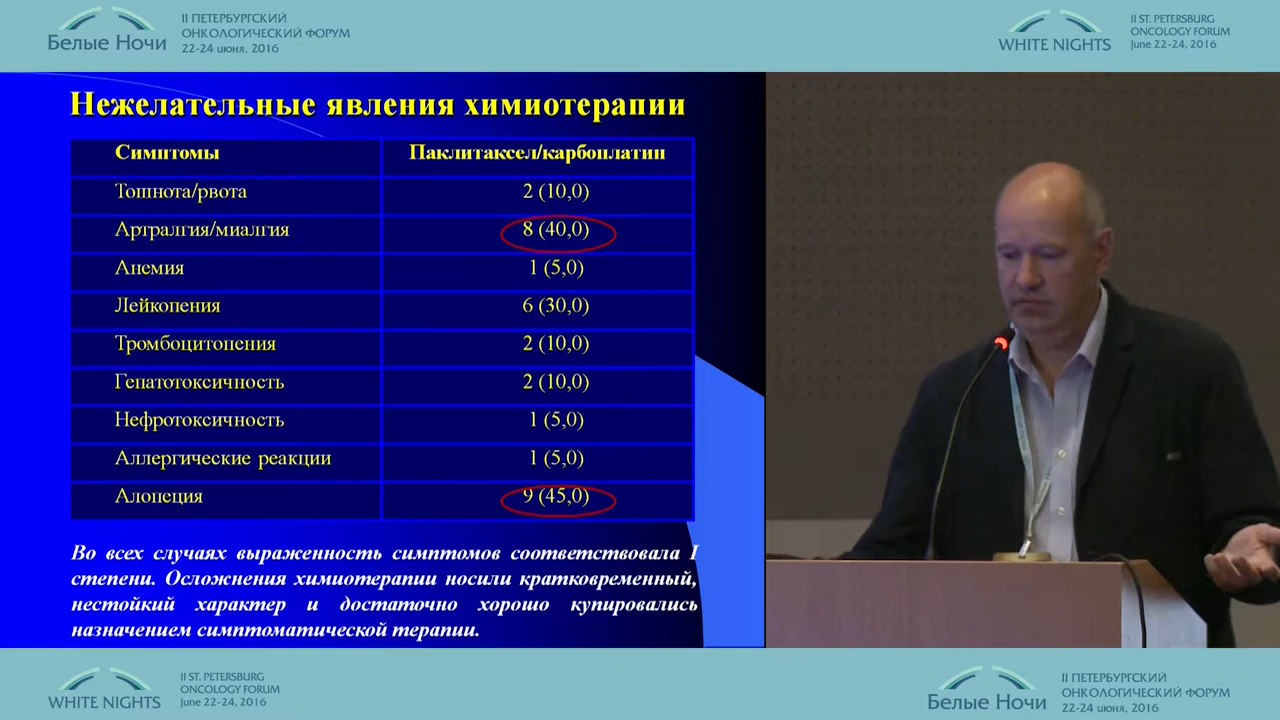 Белые Ночи
II ПЕТЕРБУРГСКИЙ
ОНКОЛОГИЧЕСКИЙ ФОРУМ
22-24 июня, 2016
WHITE NIGHTS
II ST. PETERSBURG
ONCOLOGY FORUM
June 22-24, 2016
Нежелательные явления химиотерапии
Симптомы Паклитаксел/карбоплатин
Тошнота/рвота 2 (10,0)
Артралгия/миалгия 8 (40,0)
Анемия 1 (5,0)
Лейкопения 6 (30,0)
Тромбоцитопения 2 (10,0)
Гепатотоксичность 2 (10,0)
Нефротоксичность 1 (5,0)
Аллергические реакции 1 (5,0)
Алопеция 9 (45,0)
Во всех случаях выраженность симптомов соответствовала I
степени. Осложнения химиотерапии носили кратковременный,
нестойкий характер и достаточно хорошо купировались
назначением симптоматической терапии.
WHITE NIGHTS
II ST. PETERSBURG
ONCOLOGY FORUM
June 22-24, 2016
Белые Ночи
II ПЕТЕРБУРГСКИЙ
ОНКОЛОГИЧЕСКИЙ ФОРУМ
22-24 июня, 2016